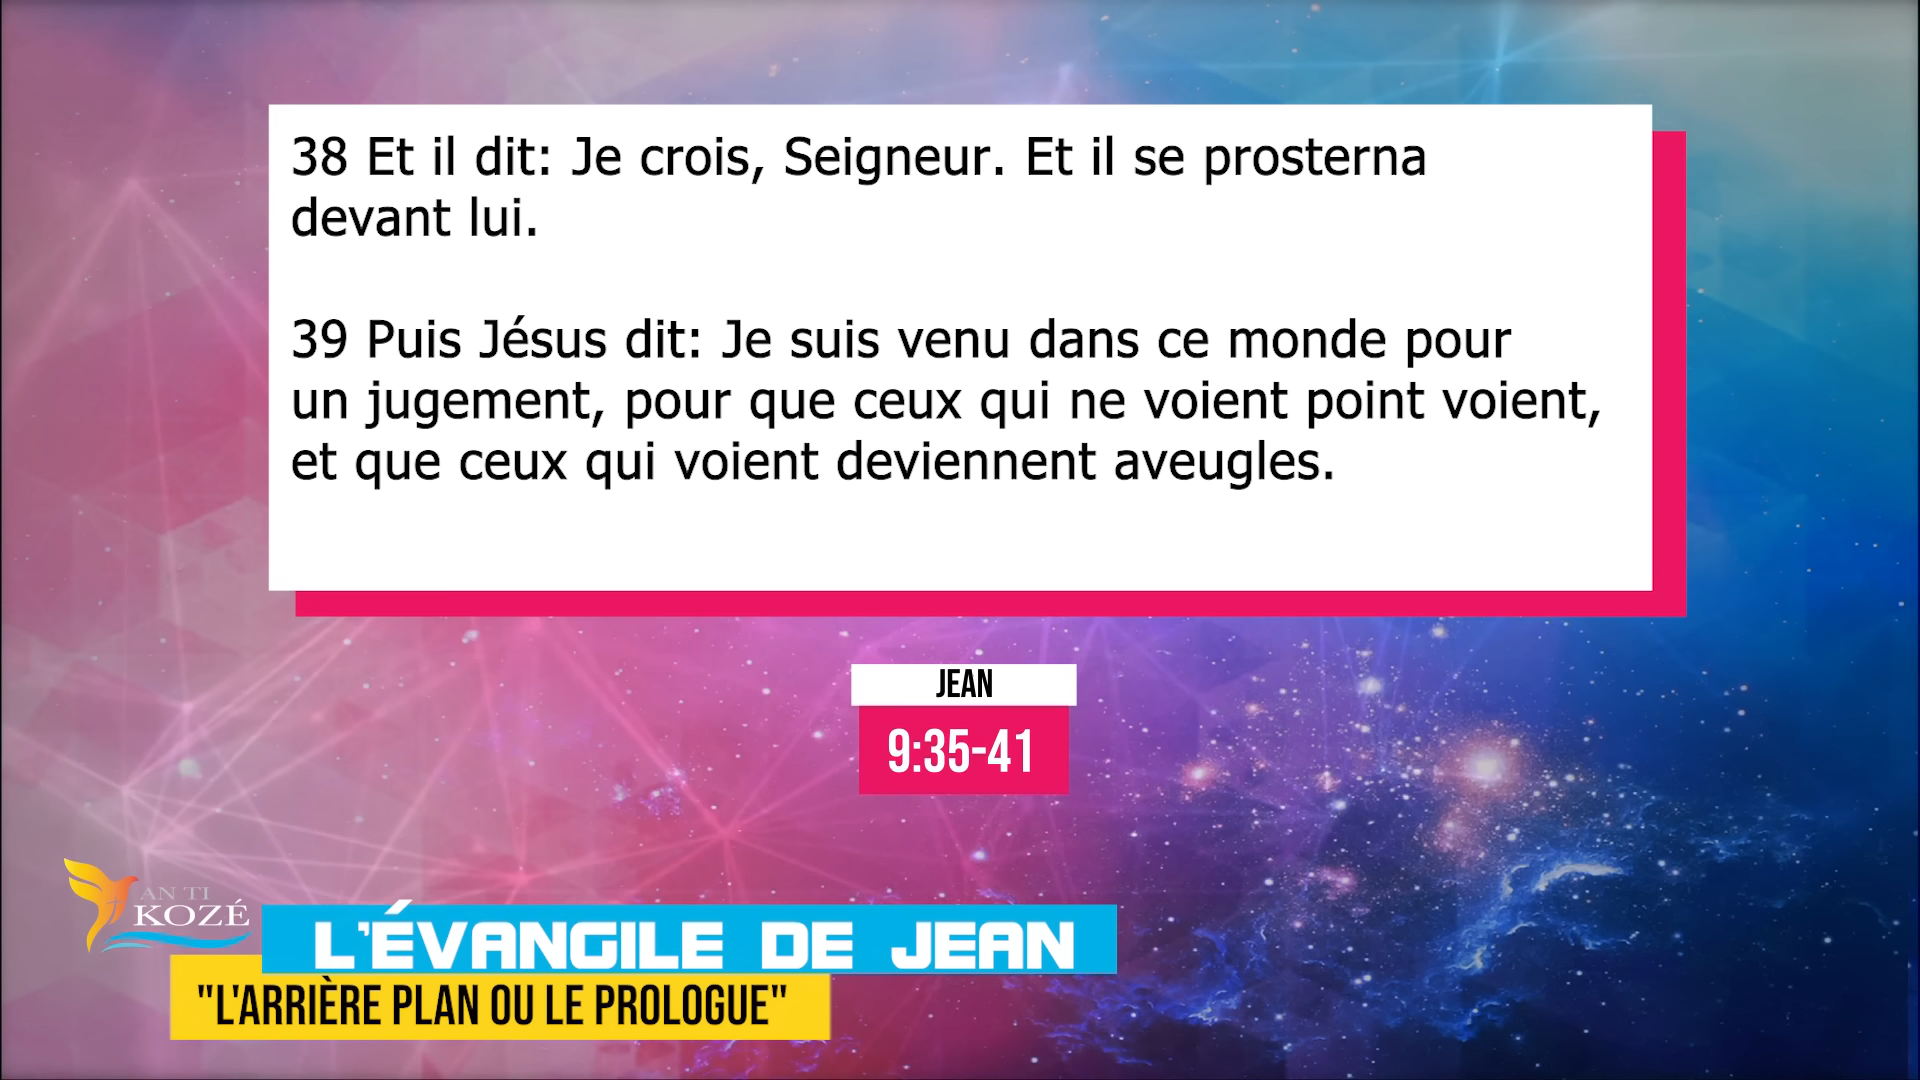 38 Et il dit: Je crois, Seigneur. Et il se prosterna
devant lui.
39 Puis Jésus dit: Je suis venu dans ce monde pour
un jugement, pour que ceux qui ne voient point voient,
et que ceux qui voient deviennent aveugles.
JEAN
9:35-41
AN TI
KOZÉ
L'ÉVANGILE DE JEAN
"L'ARRIÈRE PLAN OU LE PROLOGUE"